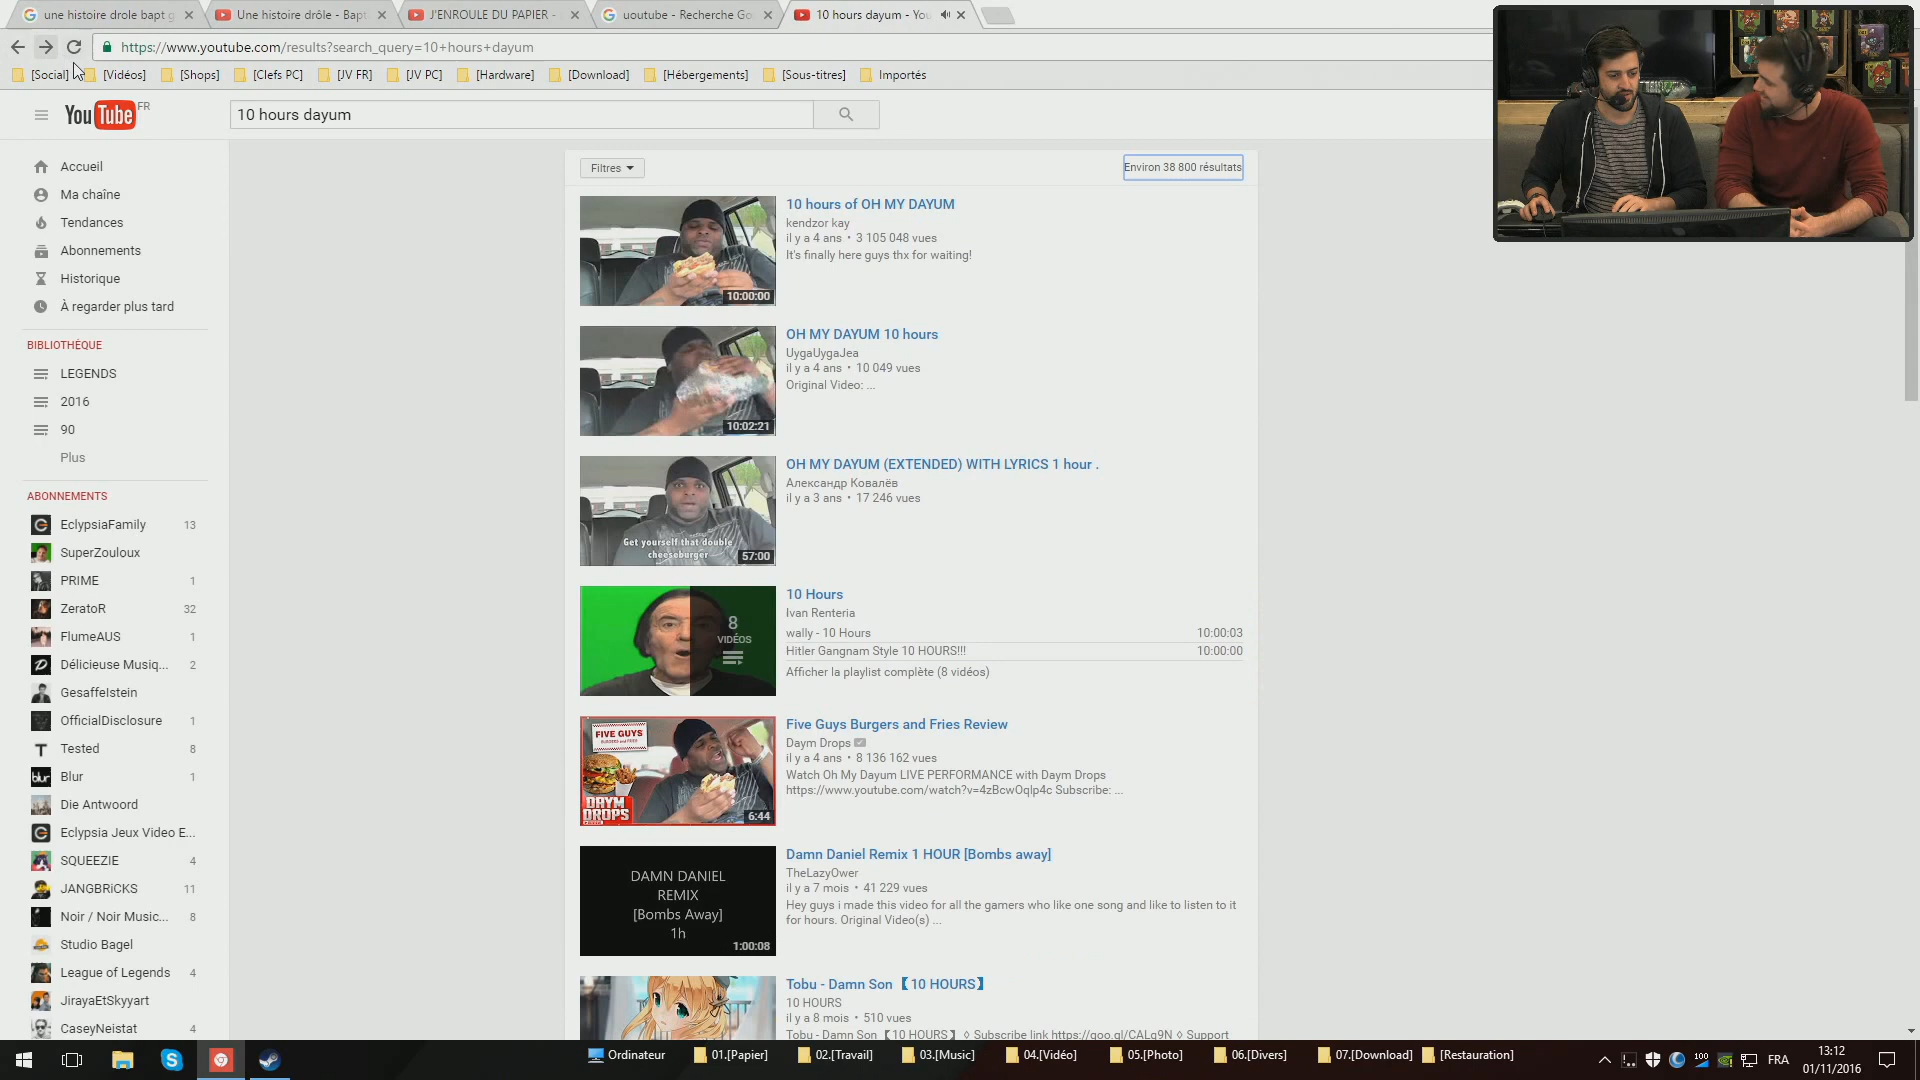 une histoire drole bapt g
Une histoire drôle - Bapt
J'ENROULE DU PAPIER -
uoutube - Recherche Go
10 hours dayum - You
https://www.youtube.com/results?search_query=10+hours+dayum
[Social]
[Vidéos]
[Shops]
[Clefs PC]
[JV FR]
[JV PC]
[Hardware]
[Download]
[Hébergements]
[Sous-titres]
Importés
YouTube FR
10 hours dayum
Accueil
Ma chaîne
Tendances
Abonnements
Historique
À regarder plus tard
BIBLIOTHÈQUE
LEGENDS
2016
90
Plus
ABONNEMENTS
EclypsiaFamily 13
SuperZouloux
PRIME 1
ZeratoR 32
FlumeAUS 1
Délicieuse Musiq... 2
Gesaffelstein
OfficialDisclosure 1
Tested 8
Blur 1
Die Antwoord
Eclypsia Jeux Video E...
SQUEEZIE 4
JANGBRiCKS 11
Noir / Noir Music... 8
Studio Bagel
League of Legends 4
JirayaEtSkyyart
CaseyNeistat 4
Filtres
Environ 38 800 résultats
10 hours of OH MY DAYUM
kendzor kay
il y a 4 ans • 3 105 048 vues
It's finally here guys thx for waiting!
10:00:00
OH MY DAYUM 10 hours
UygaUygaJea
il y a 4 ans • 10 049 vues
Original Video: ...
10:02:21
OH MY DAYUM (EXTENDED) WITH LYRICS 1 hour .
Александр Ковалёв
il y a 3 ans • 17 246 vues
Get yourself that double
cheeseburger
57:00
10 Hours
Ivan Renteria
wally - 10 Hours 10:00:03
Hitler Gangnam Style 10 HOURS!!! 10:00:00
Afficher la playlist complète (8 vidéos)
8
VIDÉOS
Five Guys Burgers and Fries Review
Daym Drops
il y a 4 ans • 8 136 162 vues
Watch Oh My Dayum LIVE PERFORMANCE with Daym Drops
https://www.youtube.com/watch?v=4zBcwOqlp4c Subscribe: ...
FIVE GUYS
BURGERS and FRIES
DAYM
DROPS
6:44
Damn Daniel Remix 1 HOUR [Bombs away]
TheLazyOwer
il y a 7 mois • 41 229 vues
Hey guys i made this video for all the gamers who like one song and like to listen to it
for hours. Original Video(s) ...
DAMN DANIEL
REMIX
[Bombs Away]
1h
1:00:08
Tobu - Damn Son【10 HOURS】
10 HOURS
il y a 8 mois • 510 vues
Tobu - Damn Son【10 HOURS】 ◊ Subscribe link https://goo.gl/CALq9N ◊ Support
Ordinateur
01.[Papier]
02.[Travail]
03.[Music]
04.[Vidéo]
05.[Photo]
06.[Divers]
07.[Download]
[Restauration]
100
FRA
13:12
01/11/2016